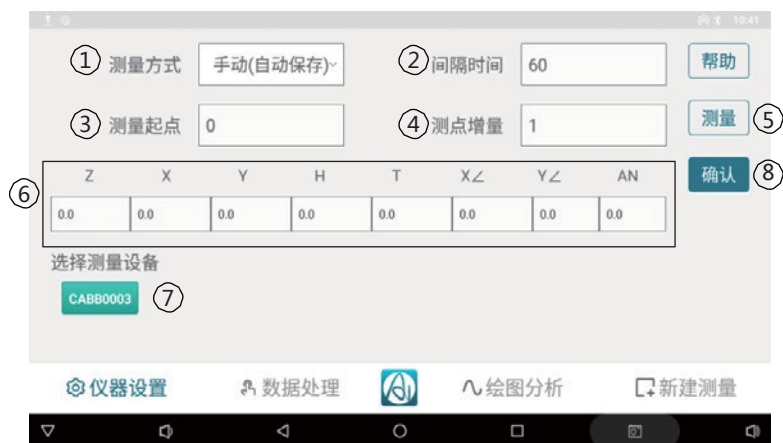 10:41
① 测量方式 手动(自动保存) ② 间隔时间 60 帮助
③ 测量起点 0 ④ 测点增量 1 测量 ⑤
⑥ Z X Y H T X∠ Y∠ AN 确认 ⑧
0.0 0.0 0.0 0.0 0.0 0.0 0.0 0.0
选择测量设备
CABB0003 ⑦
仪器设置 数据处理 绘图分析 新建测量